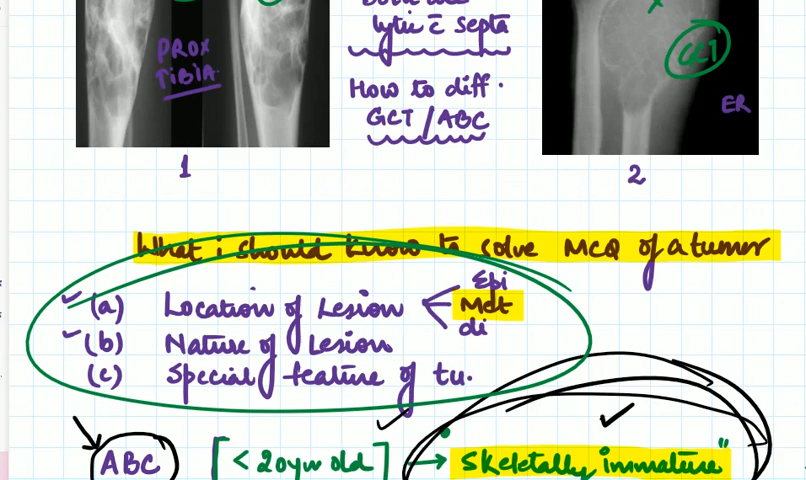 lytic c̄ septa
PROX
TIBIA
GCT
ER
How to diff.
GCT/ABC
1
2
What i should know to solve MCQ of a tumor
(a) Location of Lesion
Epi
Met
di
(b) Nature of Lesion
(c) Special feature of tu.
ABC [< 20yr old] → "Skeletally immature"